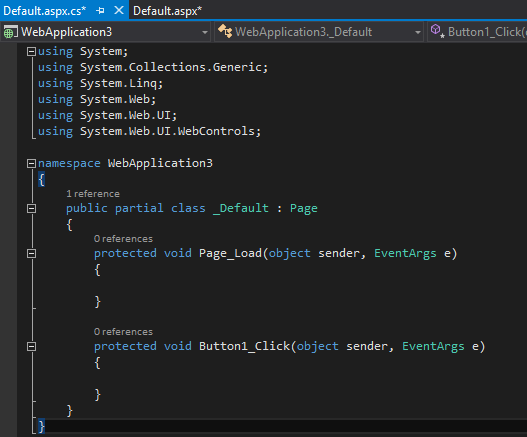 Default.aspx.cs* Default.aspx*
WebApplication3 WebApplication3._Default Button1_Click(
using System;
using System.Collections.Generic;
using System.Linq;
using System.Web;
using System.Web.UI;
using System.Web.UI.WebControls;
namespace WebApplication3
{
1 reference
public partial class _Default : Page
{
0 references
protected void Page_Load(object sender, EventArgs e)
{
}
0 references
protected void Button1_Click(object sender, EventArgs e)
{
}
}
}